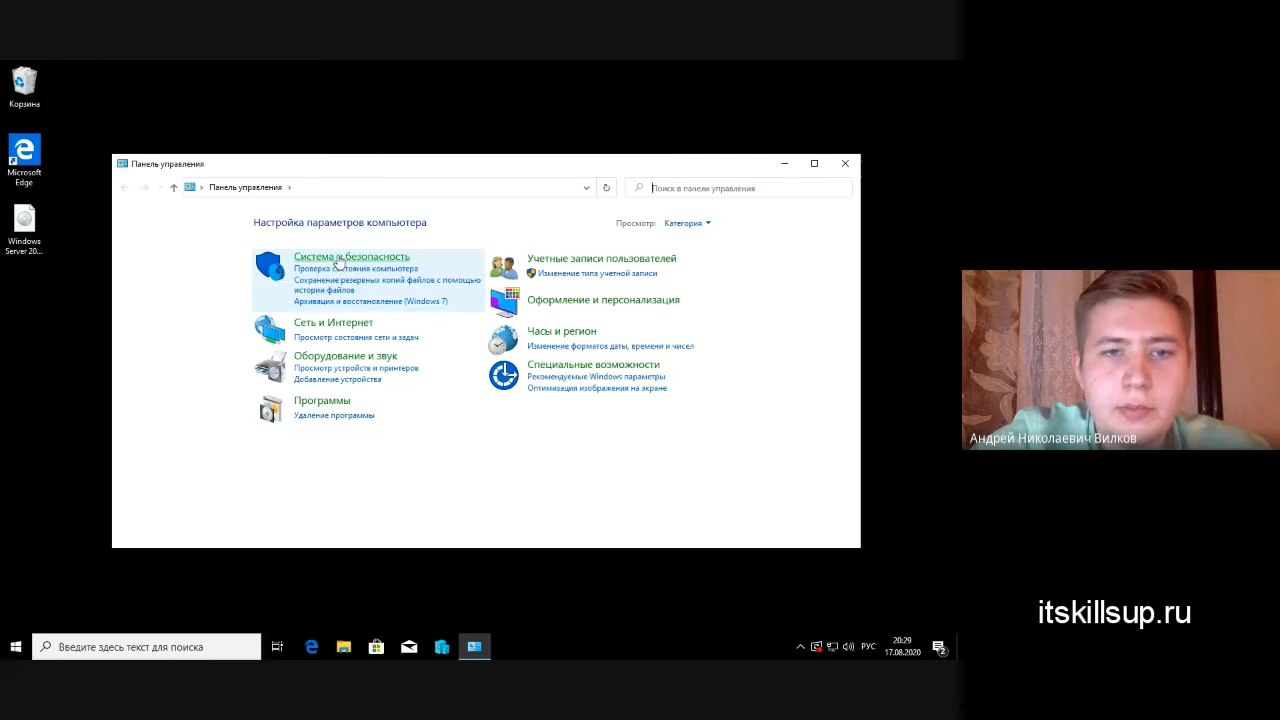 Корзина
Microsoft
Edge
Windows
Server 20...
Панель управления
Панель управления
Поиск в панели управления
Настройка параметров компьютера
Просмотр:
Категория
Система и безопасность
Проверка состояния компьютера
Сохранение резервных копий файлов с помощью
истории файлов
Архивация и восстановление (Windows 7)
Сеть и Интернет
Просмотр состояния сети и задач
Оборудование и звук
Просмотр устройств и принтеров
Добавление устройства
Программы
Удаление программы
Учетные записи пользователей
Изменение типа учетной записи
Оформление и персонализация
Часы и регион
Изменение форматов даты, времени и чисел
Специальные возможности
Рекомендуемые Windows параметры
Оптимизация изображения на экране
Андрей Николаевич Вилков
itskillsup.ru
Введите здесь текст для поиска
РУС
20:29
17.08.2020
2